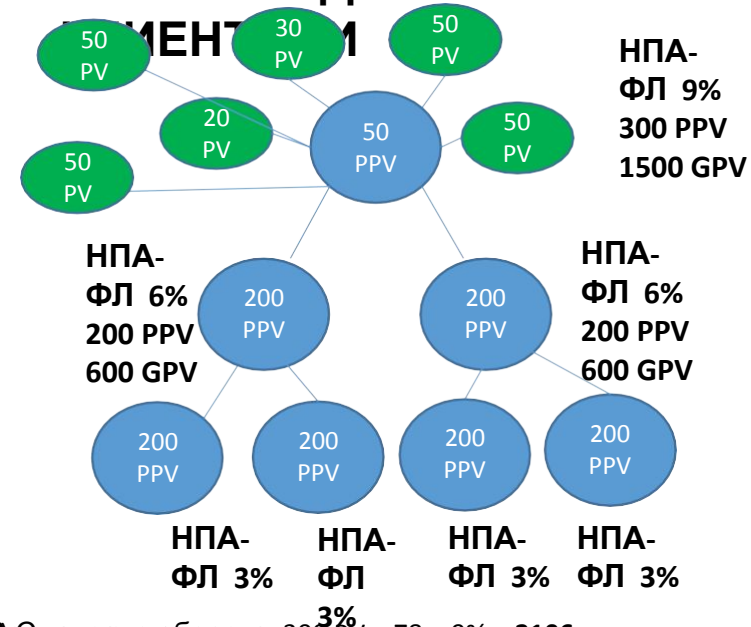 50
PV
30
PV
50
PV
НПА-
ФЛ 9%
300 PPV
1500 GPV
20
PV
50
PPV
50
PV
50
PV
НПА-
ФЛ 6%
200 PPV
600 GPV
200
PPV
200
PPV
НПА-
ФЛ 6%
200 PPV
600 GPV
200
PPV
200
PPV
200
PPV
200
PPV
НПА-
ФЛ 3%
НПА-
ФЛ
3%
НПА-
ФЛ 3%
НПА-
ФЛ 3%